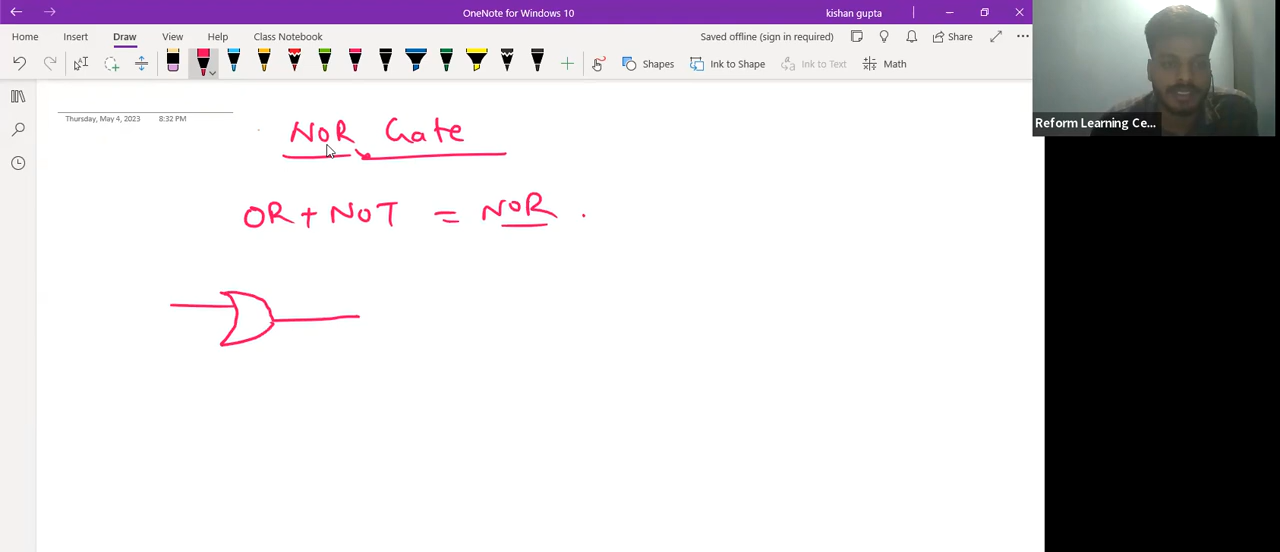 OneNote for Windows 10
kishan gupta
Home Insert Draw View Help Class Notebook
Saved offline (sign in required)
Share
Shapes
Ink to Shape
Ink to Text
Math
Thursday, May 4, 2023 8:32 PM
NOR Gate
OR + NOT = NOR .
Reform Learning Ce...